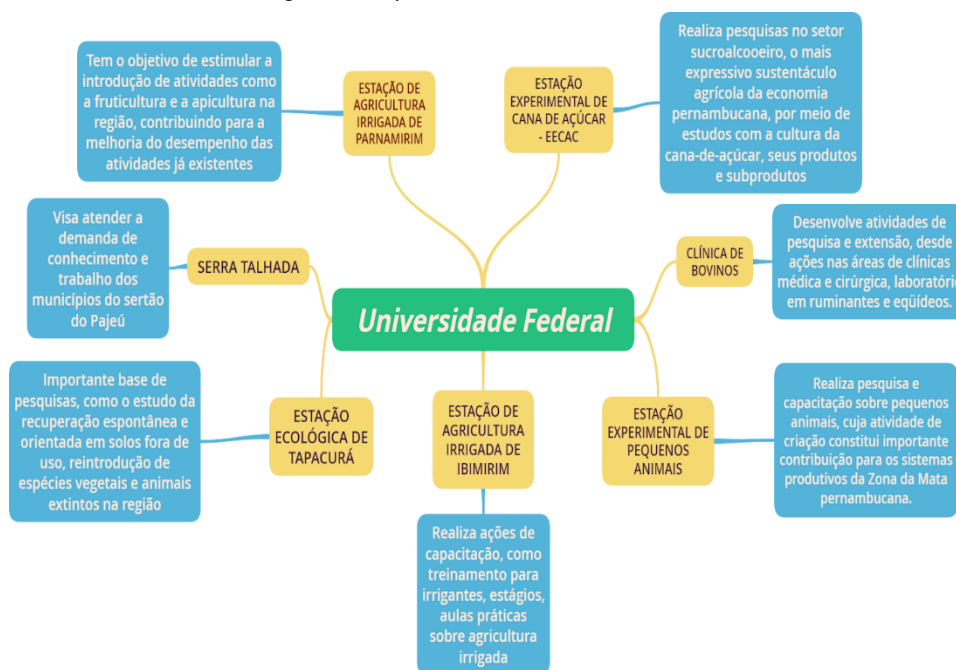 Tem o objetivo de estimular a
introdução de atividades como
a fruticultura e a apicultura na
região, contribuindo para a
melhoria do desempenho das
atividades já existentes
ESTAÇÃO DE
AGRICULTURA
IRRIGADA DE
PARNAMIRIM
ESTAÇÃO
EXPERIMENTAL DE
CANA DE AÇÚCAR
- EECAC
Realiza pesquisas no setor
sucroalcooeiro, o mais
expressivo sustentáculo
agrícola da economia
pernambucana, por meio de
estudos com a cultura da
cana-de-açúcar, seus produtos
e subprodutos
Visa atender a
demanda de
conhecimento e
trabalho dos
municípios do sertão
do Pajeú
SERRA TALHADA
CLÍNICA DE
BOVINOS
Desenvolve atividades de
pesquisa e extensão, desde
ações nas áreas de clínicas
médica e cirúrgica, laboratóri
em ruminantes e eqüídeos.
Universidade Federal
Importante base de
pesquisas, como o estudo da
recuperação espontânea e
orientada em solos fora de
uso, reintrodução de
espécies vegetais e animais
extintos na região
ESTAÇÃO
ECOLÓGICA DE
TAPACURÁ
ESTAÇÃO DE
AGRICULTURA
IRRIGADA DE
IBIMIRIM
ESTAÇÃO
EXPERIMENTAL DE
PEQUENOS
ANIMAIS
Realiza pesquisa e
capacitação sobre pequenos
animais, cuja atividade de
criação constitui importante
contribuição para os sistemas
produtivos da Zona da Mata
pernambucana.
Realiza ações de
capacitação, como
treinamento para
irrigantes, estágios,
aulas práticas
sobre agricultura
irrigada